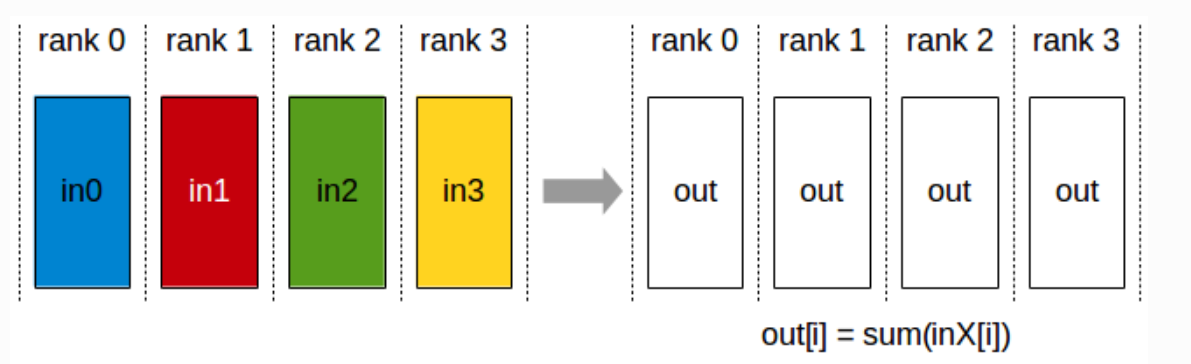 rank 0 rank 1 rank 2 rank 3 rank 0 rank 1 rank 2 rank 3
in0 in1 in2 in3 out out out out
out[i] = sum(inX[i])